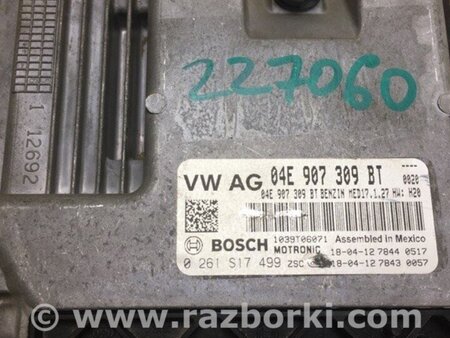 227060
1 12692
VW AG 04E 907 309 BT ----
0020
04E 907 309 BT BENZIN MED17.1.27 HW: H20
BOSCH 1039T06071 Assembled in Mexico
MOTRONIC 18-04-12 7844 0517
0 261 S17 499 ZSC 18-04-12 7843 0057
www.razborki.com